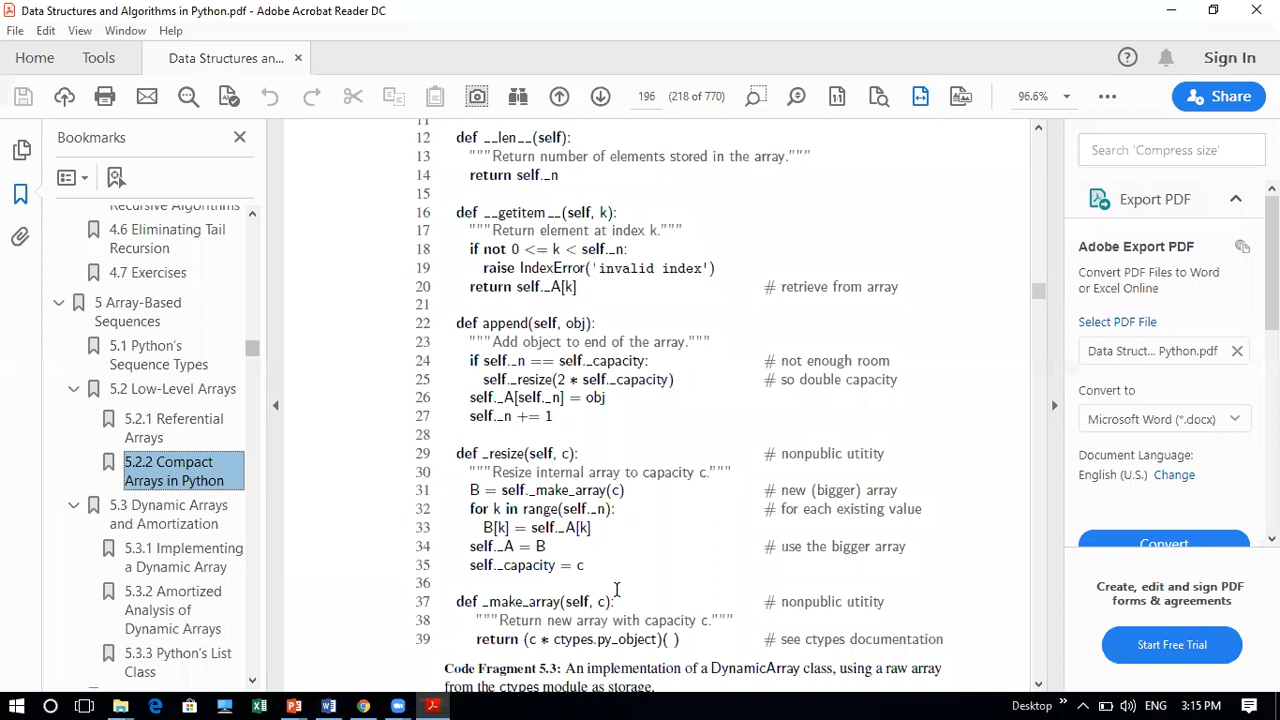 Data Structures and Algorithms in Python.pdf - Adobe Acrobat Reader DC
File Edit View Window Help
Home Tools Data Structures an... × Sign In
196 (218 of 770) 96.6% Share
Bookmarks
Recursive Algorithms
4.6 Eliminating Tail
Recursion
4.7 Exercises
5 Array-Based
Sequences
5.1 Python's
Sequence Types
5.2 Low-Level Arrays
5.2.1 Referential
Arrays
5.2.2 Compact
Arrays in Python
5.3 Dynamic Arrays
and Amortization
5.3.1 Implementing
a Dynamic Array
5.3.2 Amortized
Analysis of
Dynamic Arrays
5.3.3 Python's List
Class
11
12 def __len__(self):
13 """Return number of elements stored in the array."""
14 return self._n
15
16 def __getitem__(self, k):
17 """Return element at index k."""
18 if not 0 <= k < self._n:
19 raise IndexError('invalid index')
20 return self._A[k] # retrieve from array
21
22 def append(self, obj):
23 """Add object to end of the array."""
24 if self._n == self._capacity: # not enough room
25 self._resize(2 * self._capacity) # so double capacity
26 self._A[self._n] = obj
27 self._n += 1
28
29 def _resize(self, c): # nonpublic utitity
30 """Resize internal array to capacity c."""
31 B = self._make_array(c) # new (bigger) array
32 for k in range(self._n): # for each existing value
33 B[k] = self._A[k]
34 self._A = B # use the bigger array
35 self._capacity = c
36
37 def _make_array(self, c): # nonpublic utitity
38 """Return new array with capacity c."""
39 return (c * ctypes.py_object)( ) # see ctypes documentation
Code Fragment 5.3: An implementation of a DynamicArray class, using a raw array
from the ctypes module as storage.
Search 'Compress size'
Export PDF
Adobe Export PDF
Convert PDF Files to Word
or Excel Online
Select PDF File
Data Struct... Python.pdf
Convert to
Microsoft Word (*.docx)
Document Language:
English (U.S.) Change
Convert
Create, edit and sign PDF
forms & agreements
Start Free Trial
Desktop ENG 3:15 PM